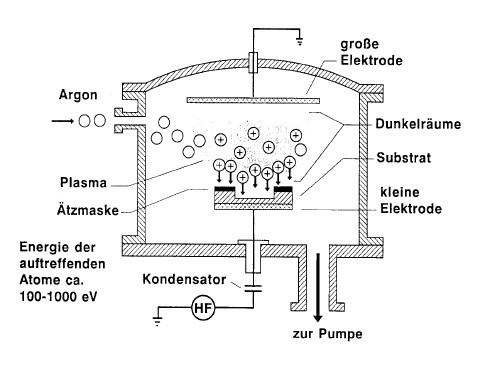 große
Elektrode
Argon
Dunkelräume
Substrat
Plasma
kleine
Elektrode
Ätzmaske
Energie der
auftreffenden
Atome ca.
100-1000 eV
Kondensator
HF
zur Pumpe